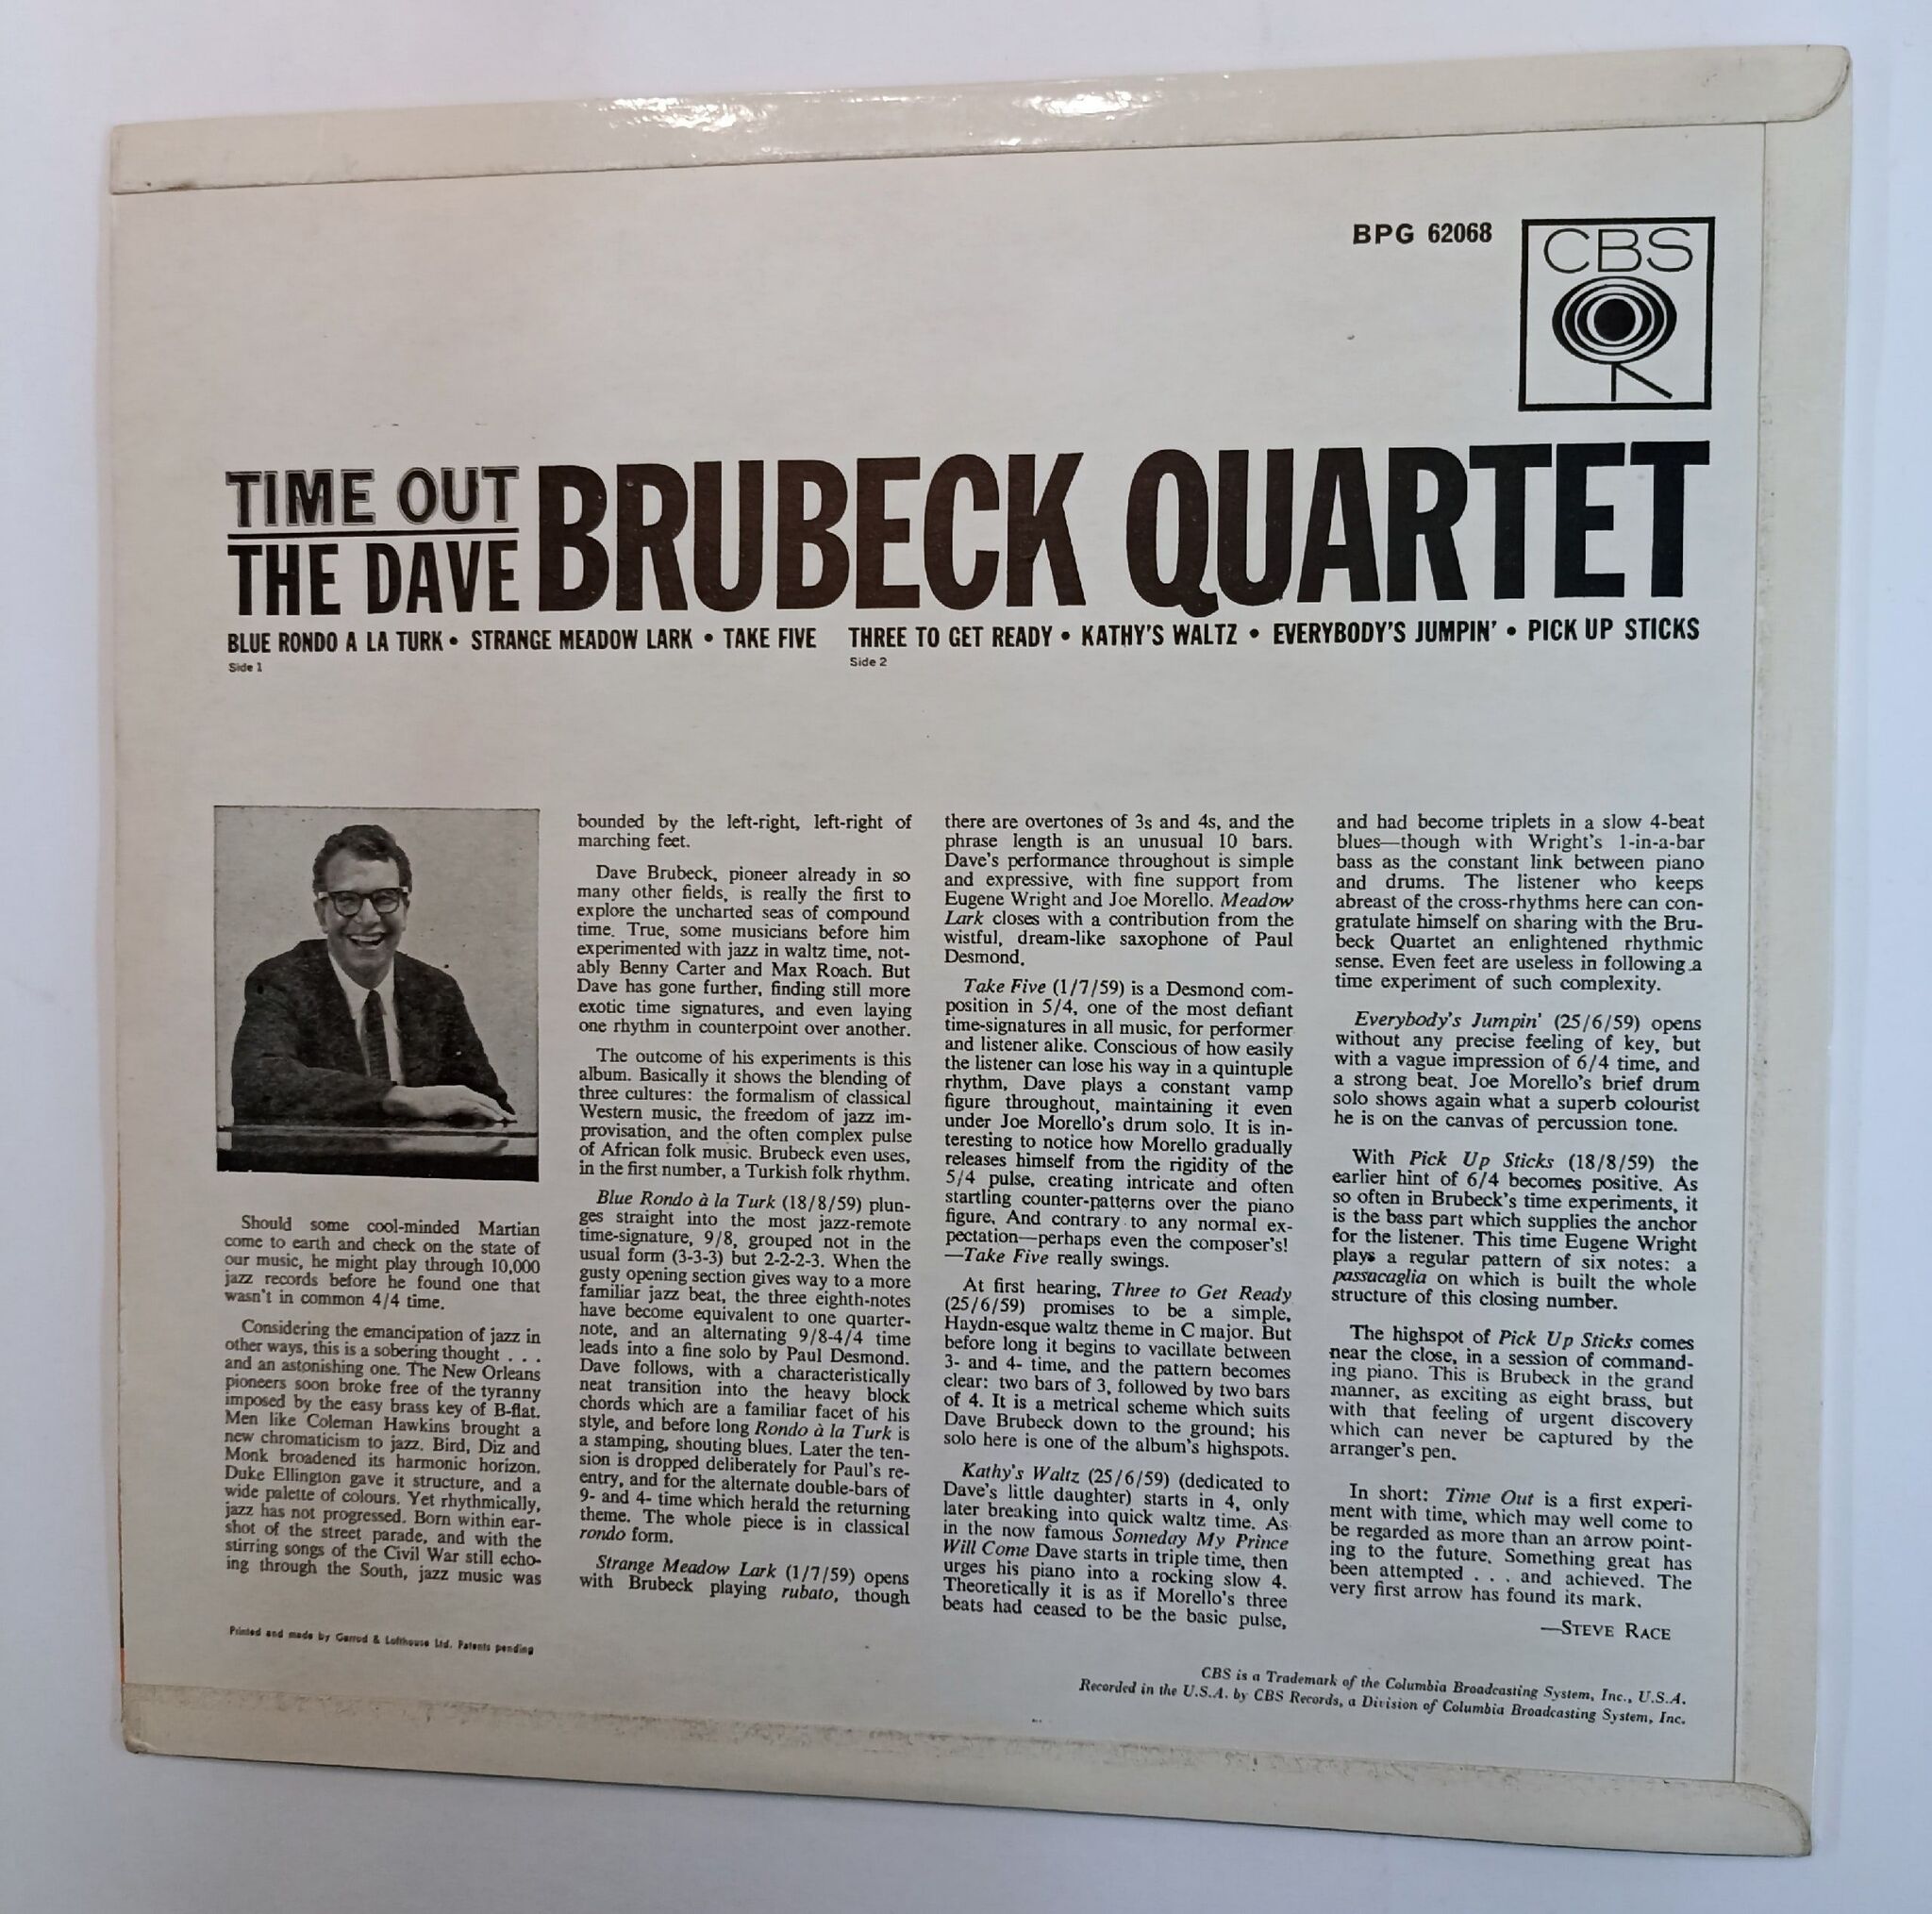 BPG 62068
CBS
TIME OUT
THE DAVE BRUBECK QUARTET
BLUE RONDO A LA TURK • STRANGE MEADOW LARK • TAKE FIVE
Side 1
THREE TO GET READY • KATHY'S WALTZ • EVERYBODY'S JUMPIN' • PICK UP STICKS
Side 2
Should some cool-minded Martian
come to earth and check on the state of
our music, he might play through 10,000
jazz records before he found one that
wasn't in common 4/4 time.
Considering the emancipation of jazz in
other ways, this is a sobering thought . . .
and an astonishing one. The New Orleans
pioneers soon broke free of the tyranny
imposed by the easy brass key of B-flat.
Men like Coleman Hawkins brought a
new chromaticism to jazz. Bird, Diz and
Monk broadened its harmonic horizon.
Duke Ellington gave it structure, and a
wide palette of colours. Yet rhythmically,
jazz has not progressed. Born within ear-
shot of the street parade, and with the
stirring songs of the Civil War still echo-
ing through the South, jazz music was
bounded by the left-right, left-right of
marching feet.
Dave Brubeck, pioneer already in so
many other fields, is really the first to
explore the uncharted seas of compound
time. True, some musicians before him
experimented with jazz in waltz time, not-
ably Benny Carter and Max Roach. But
Dave has gone further, finding still more
exotic time signatures, and even laying
one rhythm in counterpoint over another.
The outcome of his experiments is this
album. Basically it shows the blending of
three cultures: the formalism of classical
Western music, the freedom of jazz im-
provisation, and the often complex pulse
of African folk music. Brubeck even uses,
in the first number, a Turkish folk rhythm.
Blue Rondo à la Turk (18/8/59) plun-
ges straight into the most jazz-remote
time-signature, 9/8, grouped not in the
usual form (3-3-3) but 2-2-2-3. When the
gusty opening section gives way to a more
familiar jazz beat, the three eighth-notes
have become equivalent to one quarter-
note, and an alternating 9/8-4/4 time
leads into a fine solo by Paul Desmond.
Dave follows, with a characteristically
neat transition into the heavy block
chords which are a familiar facet of his
style, and before long Rondo à la Turk is
a stamping, shouting blues. Later the ten-
sion is dropped deliberately for Paul's re-
entry, and for the alternate double-bars of
9- and 4- time which herald the returning
theme. The whole piece is in classical
rondo form.
Strange Meadow Lark (1/7/59) opens
with Brubeck playing rubato, though
there are overtones of 3s and 4s, and the
phrase length is an unusual 10 bars.
Dave's performance throughout is simple
and expressive, with fine support from
Eugene Wright and Joe Morello. Meadow
Lark closes with a contribution from the
wistful, dream-like saxophone of Paul
Desmond.
Take Five (1/7/59) is a Desmond com-
position in 5/4, one of the most defiant
time-signatures in all music, for performer
and listener alike. Conscious of how easily
the listener can lose his way in a quintuple
rhythm, Dave plays a constant vamp
figure throughout, maintaining it even
under Joe Morello's drum solo. It is in-
teresting to notice how Morello gradually
releases himself from the rigidity of the
5/4 pulse, creating intricate and often
startling counter-patterns over the piano
figure. And contrary to any normal ex-
pectation—perhaps even the composer's!
—Take Five really swings.
At first hearing, Three to Get Ready
(25/6/59) promises to be a simple,
Haydn-esque waltz theme in C major. But
before long it begins to vacillate between
3- and 4- time, and the pattern becomes
clear: two bars of 3, followed by two bars
of 4. It is a metrical scheme which suits
Dave Brubeck down to the ground; his
solo here is one of the album's highspots.
Kathy's Waltz (25/6/59) (dedicated to
Dave's little daughter) starts in 4, only
later breaking into quick waltz time. As
in the now famous Someday My Prince
Will Come Dave starts in triple time, then
urges his piano into a rocking slow 4.
Theoretically it is as if Morello's three
beats had ceased to be the basic pulse,
and had become triplets in a slow 4-beat
blues—though with Wright's 1-in-a-bar
bass as the constant link between piano
and drums. The listener who keeps
abreast of the cross-rhythms here can con-
gratulate himself on sharing with the Bru-
beck Quartet an enlightened rhythmic
sense. Even feet are useless in following a
time experiment of such complexity.
Everybody's Jumpin' (25/6/59) opens
without any precise feeling of key, but
with a vague impression of 6/4 time, and
a strong beat. Joe Morello's brief drum
solo shows again what a superb colourist
he is on the canvas of percussion tone.
With Pick Up Sticks (18/8/59) the
earlier hint of 6/4 becomes positive. As
so often in Brubeck's time experiments, it
is the bass part which supplies the anchor
for the listener. This time Eugene Wright
plays a regular pattern of six notes: a
passacaglia on which is built the whole
structure of this closing number.
The highspot of Pick Up Sticks comes
near the close, in a session of command-
ing piano. This is Brubeck in the grand
manner, as exciting as eight brass, but
with that feeling of urgent discovery
which can never be captured by the
arranger's pen.
In short: Time Out is a first experi-
ment with time, which may well come to
be regarded as more than an arrow point-
ing to the future. Something great has
been attempted . . . and achieved. The
very first arrow has found its mark.
—STEVE RACE
Printed and made by Garrod & Lofthouse Ltd. Patents pending
CBS is a Trademark of the Columbia Broadcasting System, Inc., U.S.A.
Recorded in the U.S.A. by CBS Records, a Division of Columbia Broadcasting System, Inc.